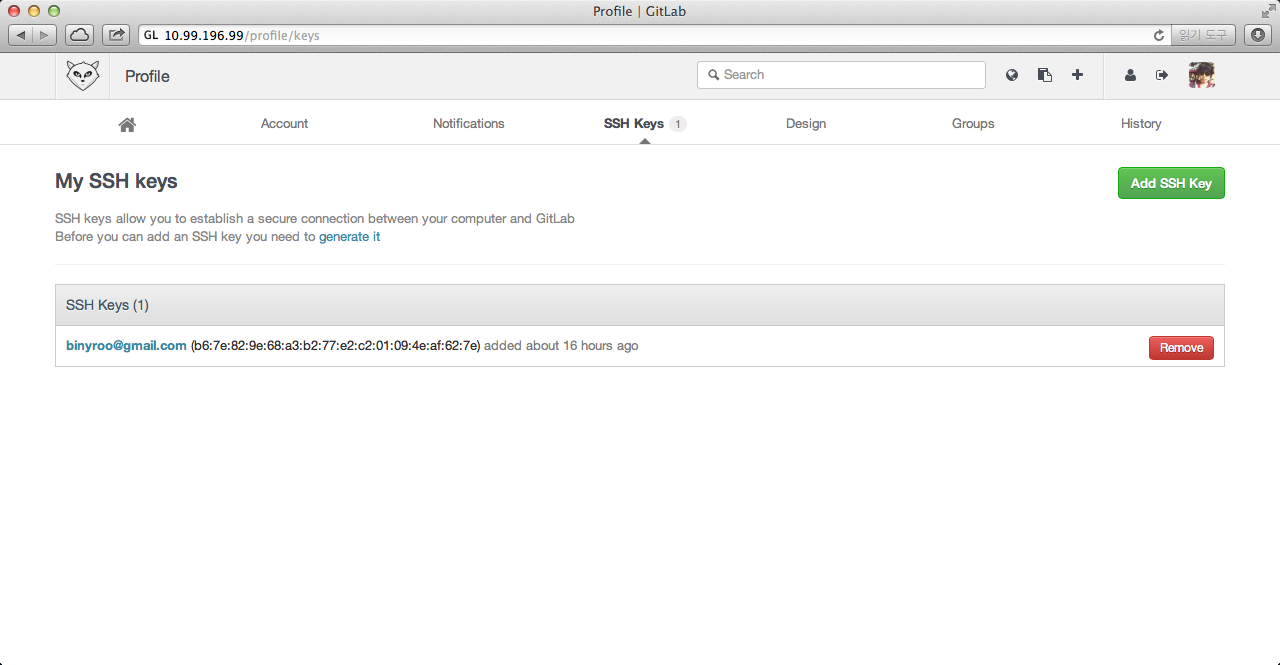 Profile | GitLab
GL 10.99.196.99/profile/keys 읽기 도구
Profile Search
Account Notifications SSH Keys 1 Design Groups History
My SSH keys Add SSH Key
SSH keys allow you to establish a secure connection between your computer and GitLab
Before you can add an SSH key you need to generate it
SSH Keys (1)
binyroo@gmail.com (b6:7e:82:9e:68:a3:b2:77:e2:c2:01:09:4e:af:62:7e) added about 16 hours ago Remove